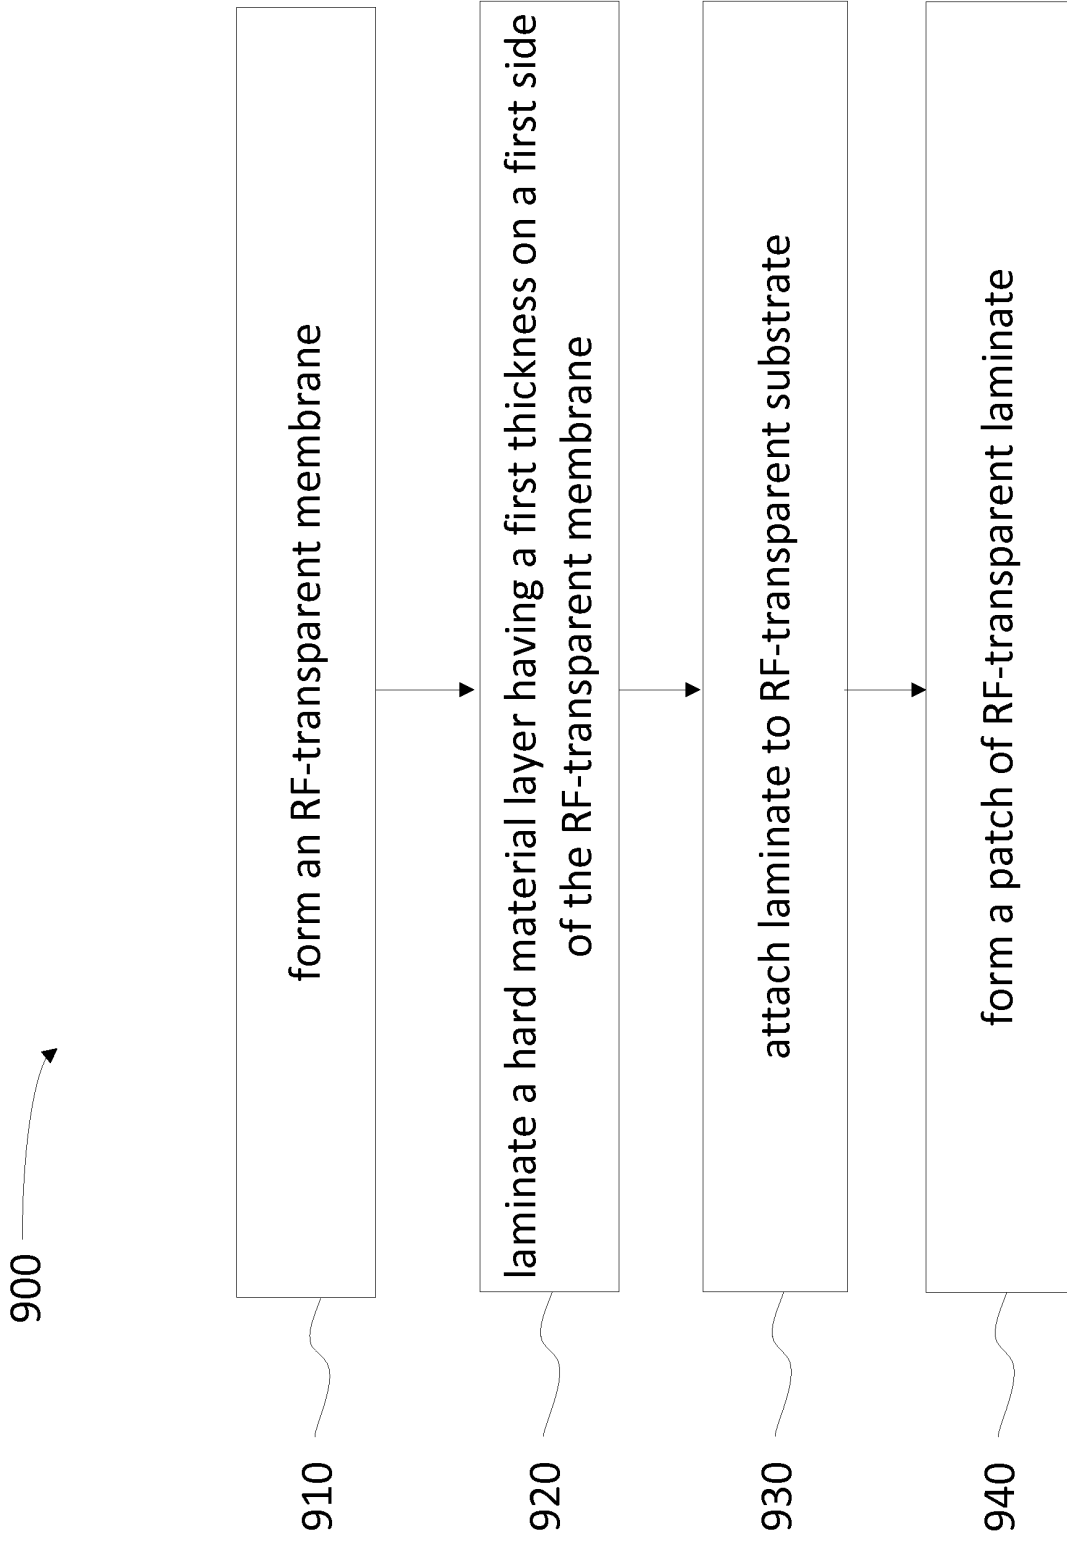 900
910
form an RF-transparent membrane
920
laminate a hard material layer having a first thickness on a first side
of the RF-transparent membrane
930
attach laminate to RF-transparent substrate
940
form a patch of RF-transparent laminate